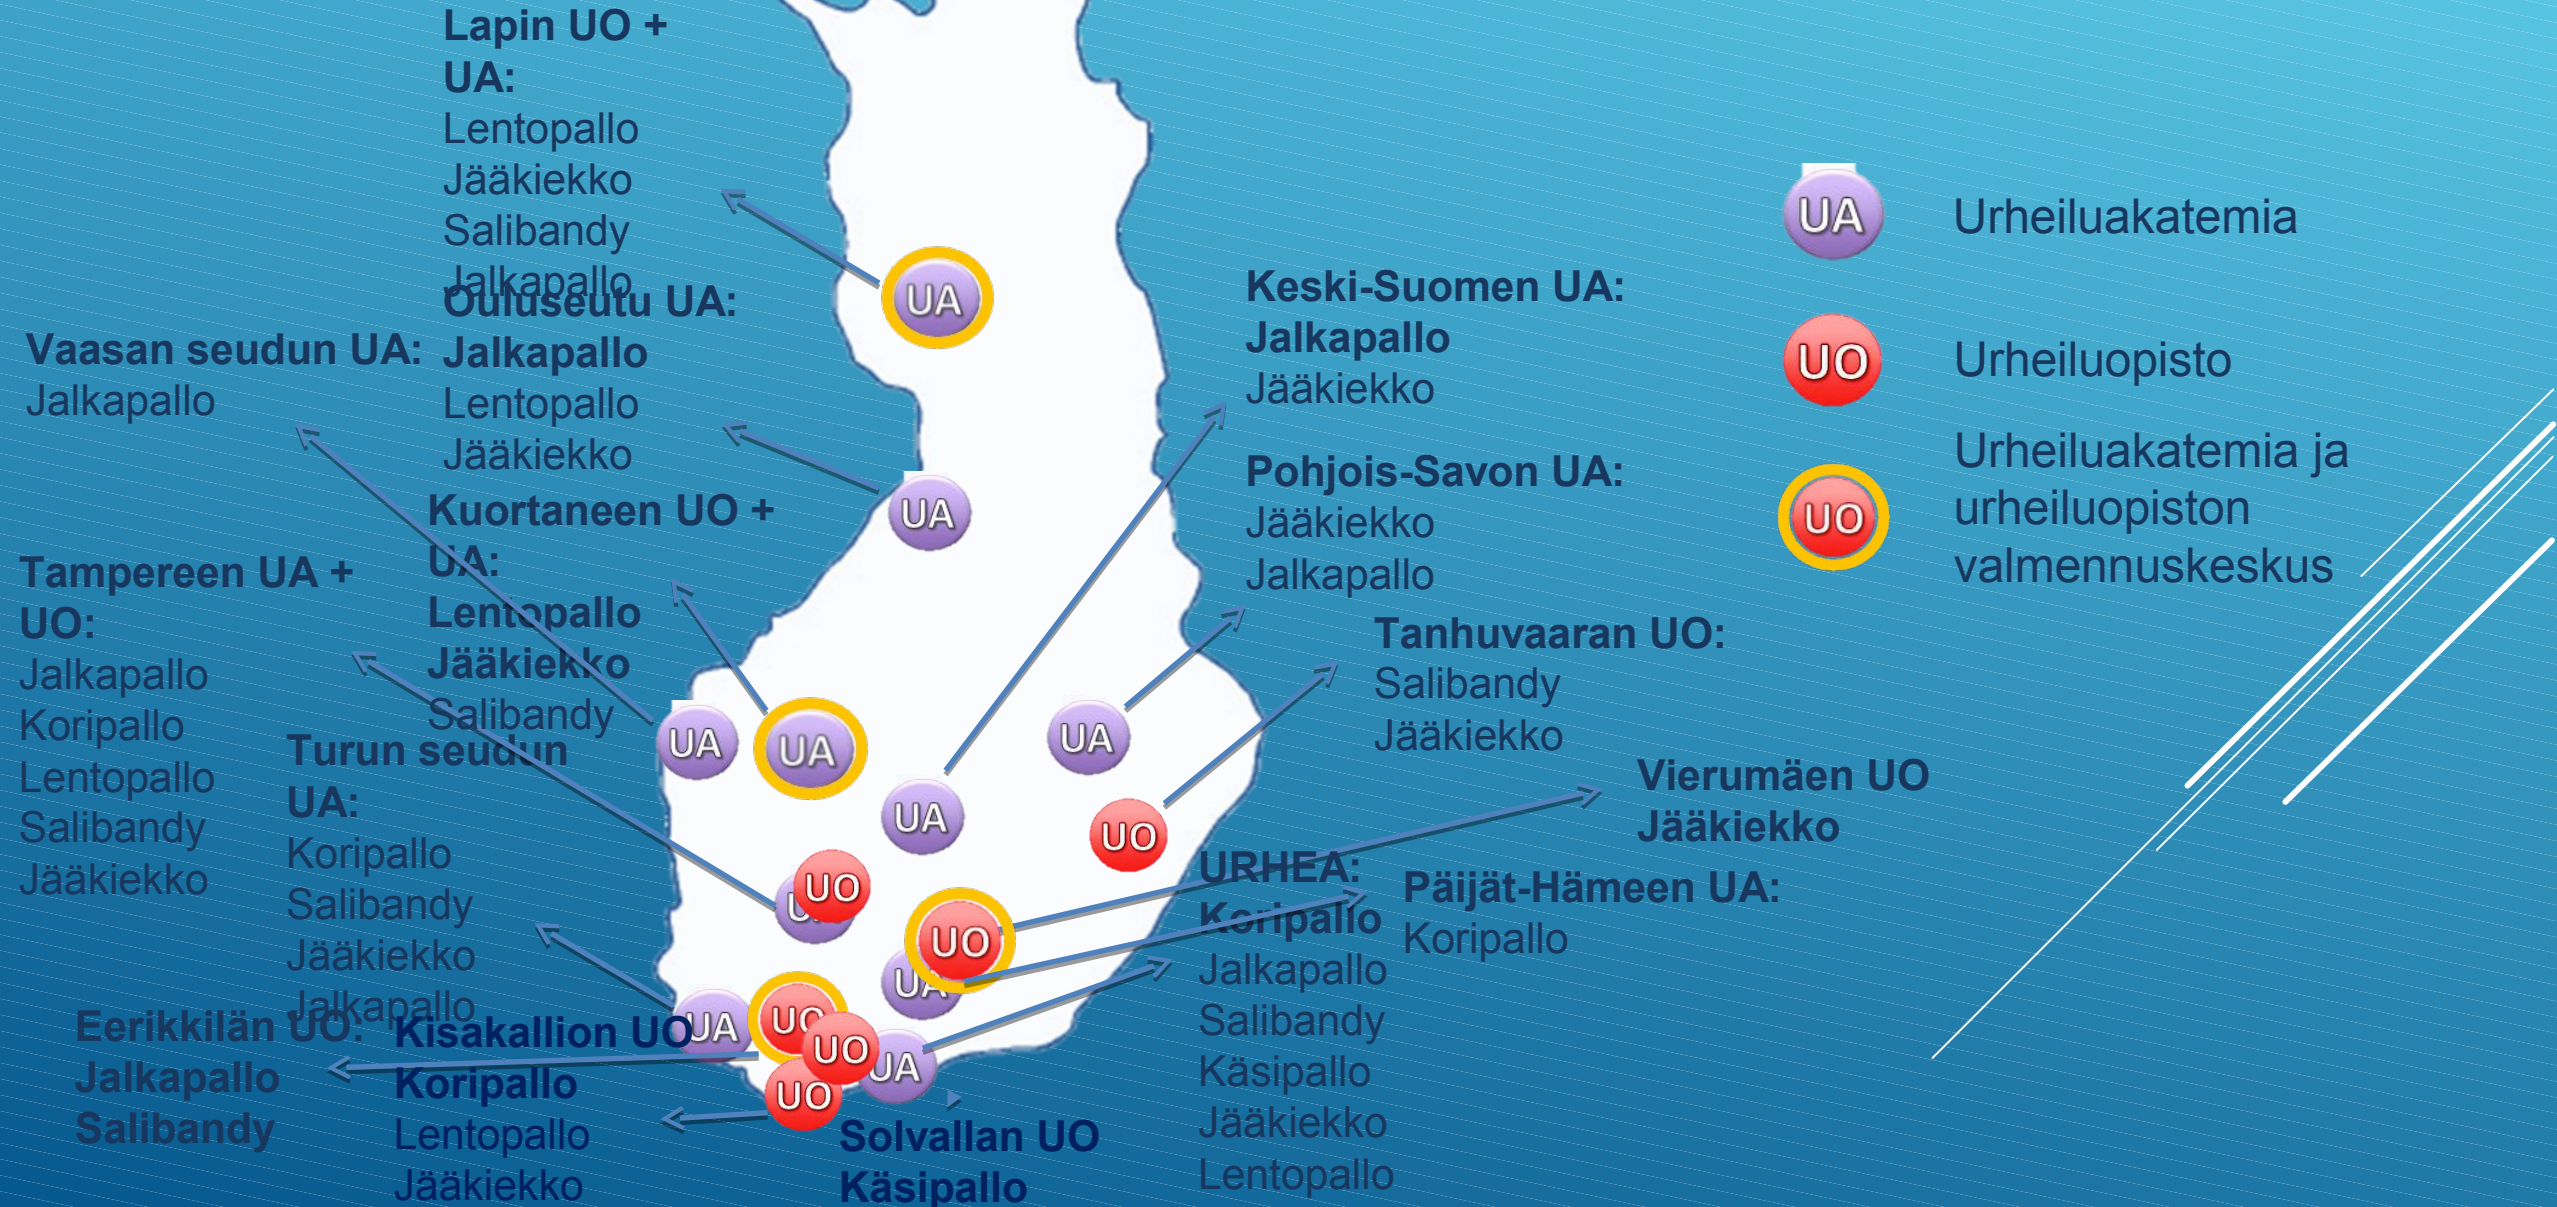 Lapin UO +
UA:
Lentopallo
Jääkiekko
Salibandy
Jalkapallo
Ouluseutu UA:
Jalkapallo
Lentopallo
Jääkiekko
Vaasan seudun UA:
Jalkapallo
Kuortaneen UO +
UA:
Lentopallo
Jääkiekko
Salibandy
Tampereen UA +
UO:
Jalkapallo
Koripallo
Lentopallo
Salibandy
Jääkiekko
Turun seudun
UA:
Koripallo
Salibandy
Jääkiekko
Jalkapallo
Eerikkilän UO:
Jalkapallo
Salibandy
Kisakallion UO
Koripallo
Lentopallo
Jääkiekko
Solvallan UO
Käsipallo
UA
UA
UA
UA
UA
UA
UO
UO
UA
UO
UO
UA
UA
UO
UO
UA
UO
Keski-Suomen UA:
Jalkapallo
Jääkiekko
Pohjois-Savon UA:
Jääkiekko
Jalkapallo
Tanhuvaaran UO:
Salibandy
Jääkiekko
Vierumäen UO
Jääkiekko
Päijät-Hämeen UA:
Koripallo
URHEA:
Koripallo
Jalkapallo
Salibandy
Käsipallo
Jääkiekko
Lentopallo
UA Urheiluakatemia
UO Urheiluopisto
UO Urheiluakatemia ja
urheiluopiston
valmennuskeskus